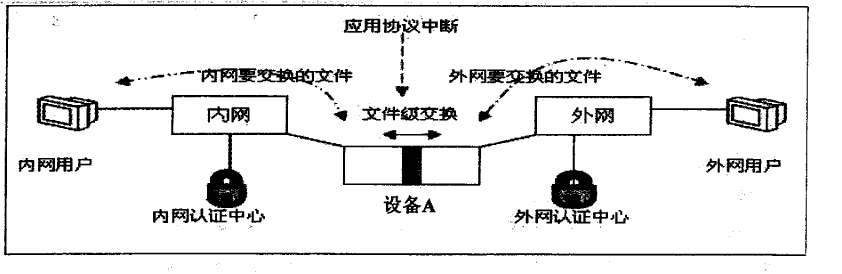 应用协议中断
内网要交换的文件
外网要交换的文件
内网
文件级交换
外网
内网用户
外网用户
设备A
内网认证中心
外网认证中心